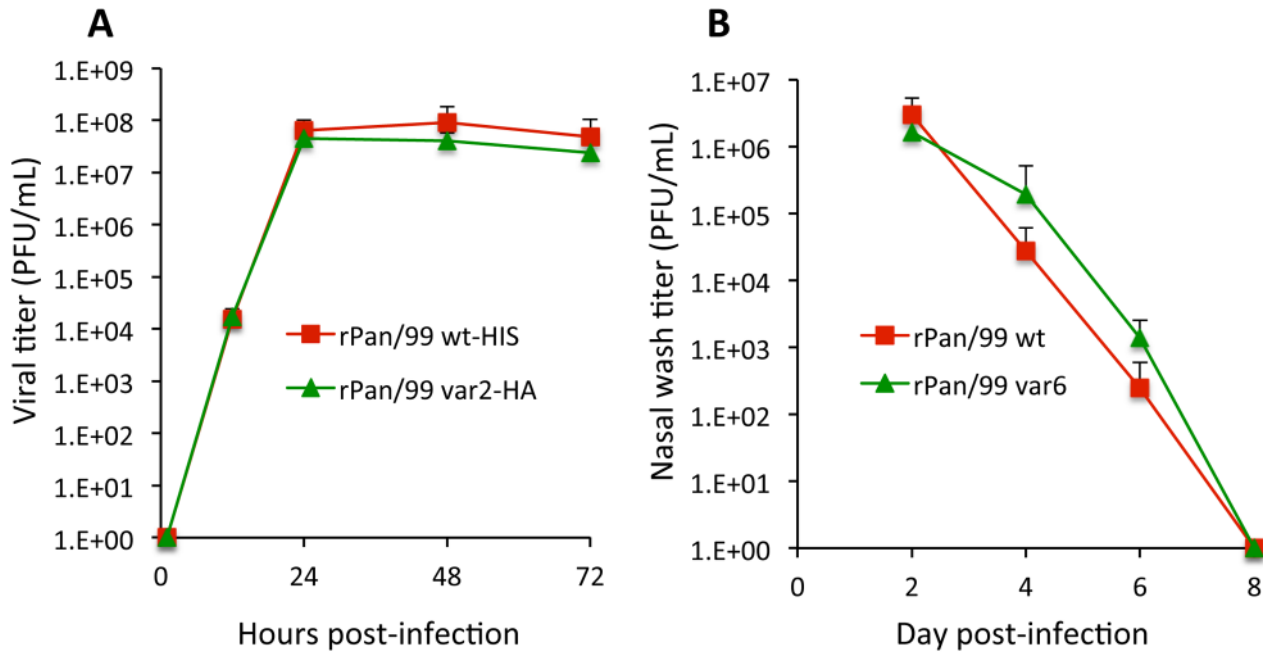 A
Viral titer (PFU/mL)
1.E+09
1.E+08
1.E+07
1.E+06
1.E+05
1.E+04
1.E+03
1.E+02
1.E+01
1.E+00
rPan/99 wt-HIS
rPan/99 var2-HA
0 24 48 72
Hours post-infection
B
Nasal wash titer (PFU/mL)
1.E+07
1.E+06
1.E+05
1.E+04
1.E+03
1.E+02
1.E+01
1.E+00
rPan/99 wt
rPan/99 var6
0 2 4 6 8
Day post-infection